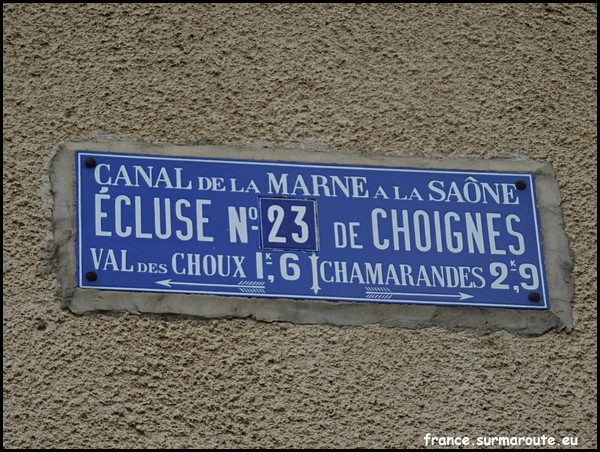 CANAL DE LA MARNE A LA SAÔNE
ÉCLUSE Nº 23 DE CHOIGNES
VAL DES CHOUX 1K,6 CHAMARANDES 2K,9
france.surmaroute.eu